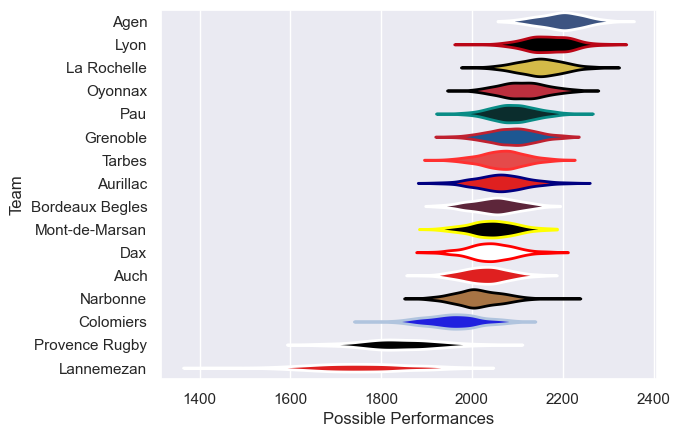 Agen
Lyon
La Rochelle
Oyonnax
Pau
Grenoble
Tarbes
Aurillac
Bordeaux Begles
Mont-de-Marsan
Dax
Auch
Narbonne
Colomiers
Provence Rugby
Lannemezan
Team
1400 1600 1800 2000 2200 2400
Possible Performances